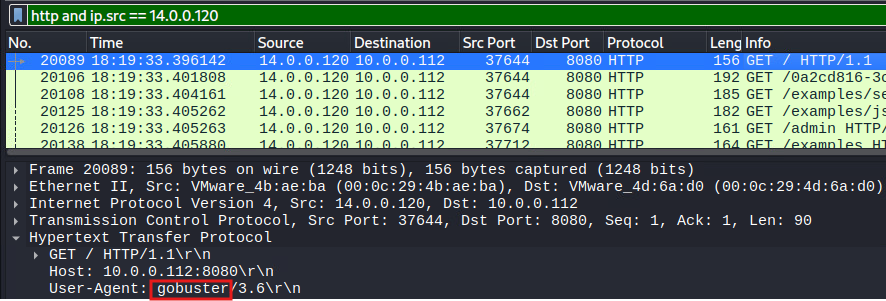 http and ip.src == 14.0.0.120
No. Time Source Destination Src Port Dst Port Protocol Leng Info
20089 18:19:33.396142 14.0.0.120 10.0.0.112 37644 8080 HTTP 156 GET / HTTP/1.1
20106 18:19:33.401808 14.0.0.120 10.0.0.112 37644 8080 HTTP 192 GET /0a2cd816-3c
20108 18:19:33.404161 14.0.0.120 10.0.0.112 37644 8080 HTTP 185 GET /examples/se
20125 18:19:33.405262 14.0.0.120 10.0.0.112 37662 8080 HTTP 182 GET /examples/js
20126 18:19:33.405263 14.0.0.120 10.0.0.112 37674 8080 HTTP 161 GET /admin HTTP/
20138 18:19:33.405880 14.0.0.120 10.0.0.112 37712 8080 HTTP 164 GET /examples HT
Frame 20089: 156 bytes on wire (1248 bits), 156 bytes captured (1248 bits)
Ethernet II, Src: VMware_4b:ae:ba (00:0c:29:4b:ae:ba), Dst: VMware_4d:6a:d0 (00:0c:29:4d:6a:d0)
Internet Protocol Version 4, Src: 14.0.0.120, Dst: 10.0.0.112
Transmission Control Protocol, Src Port: 37644, Dst Port: 8080, Seq: 1, Ack: 1, Len: 90
Hypertext Transfer Protocol
GET / HTTP/1.1\r\n
Host: 10.0.0.112:8080\r\n
User-Agent: gobuster/3.6\r\n